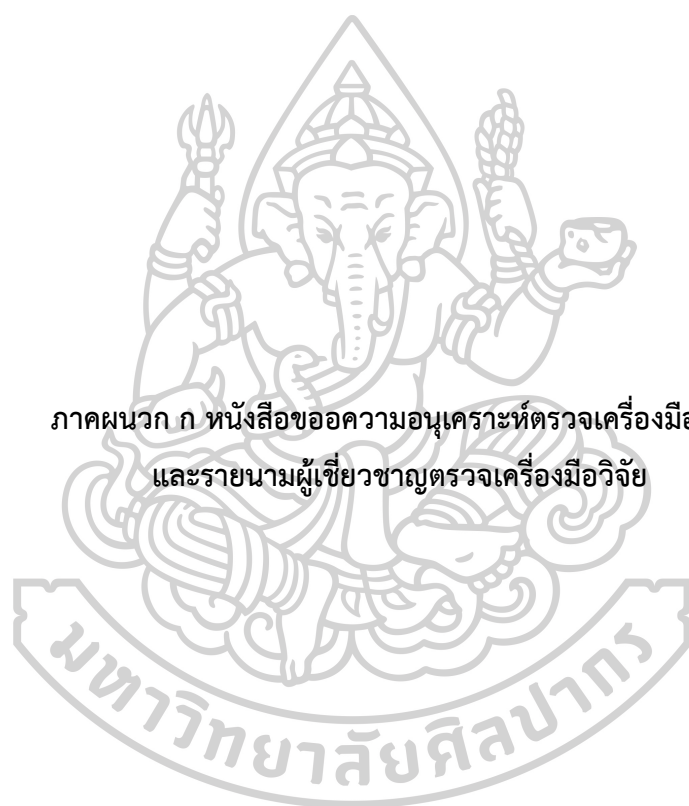 ภาคผนวก ก หนังสือขออความอนุเคราะห์ตรวจเครื่องมือ
และรายนามผู้เชี่ยวชาญตรวจเครื่องมือวิจัย
มหาวิทยาลัยศิลปากร